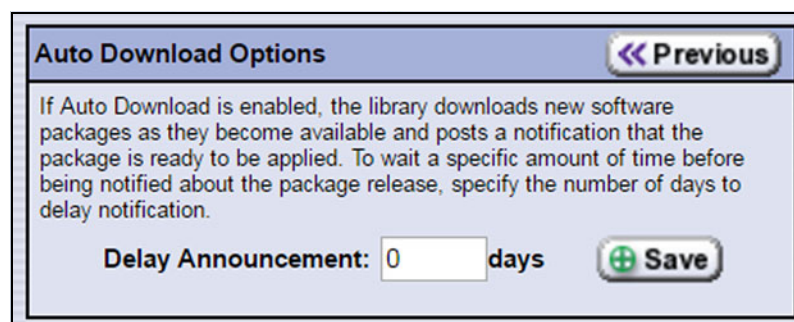 Auto Download Options
Previous
If Auto Download is enabled, the library downloads new software
packages as they become available and posts a notification that the
package is ready to be applied. To wait a specific amount of time before
being notified about the package release, specify the number of days to
delay notification.
Delay Announcement: 0 days Save